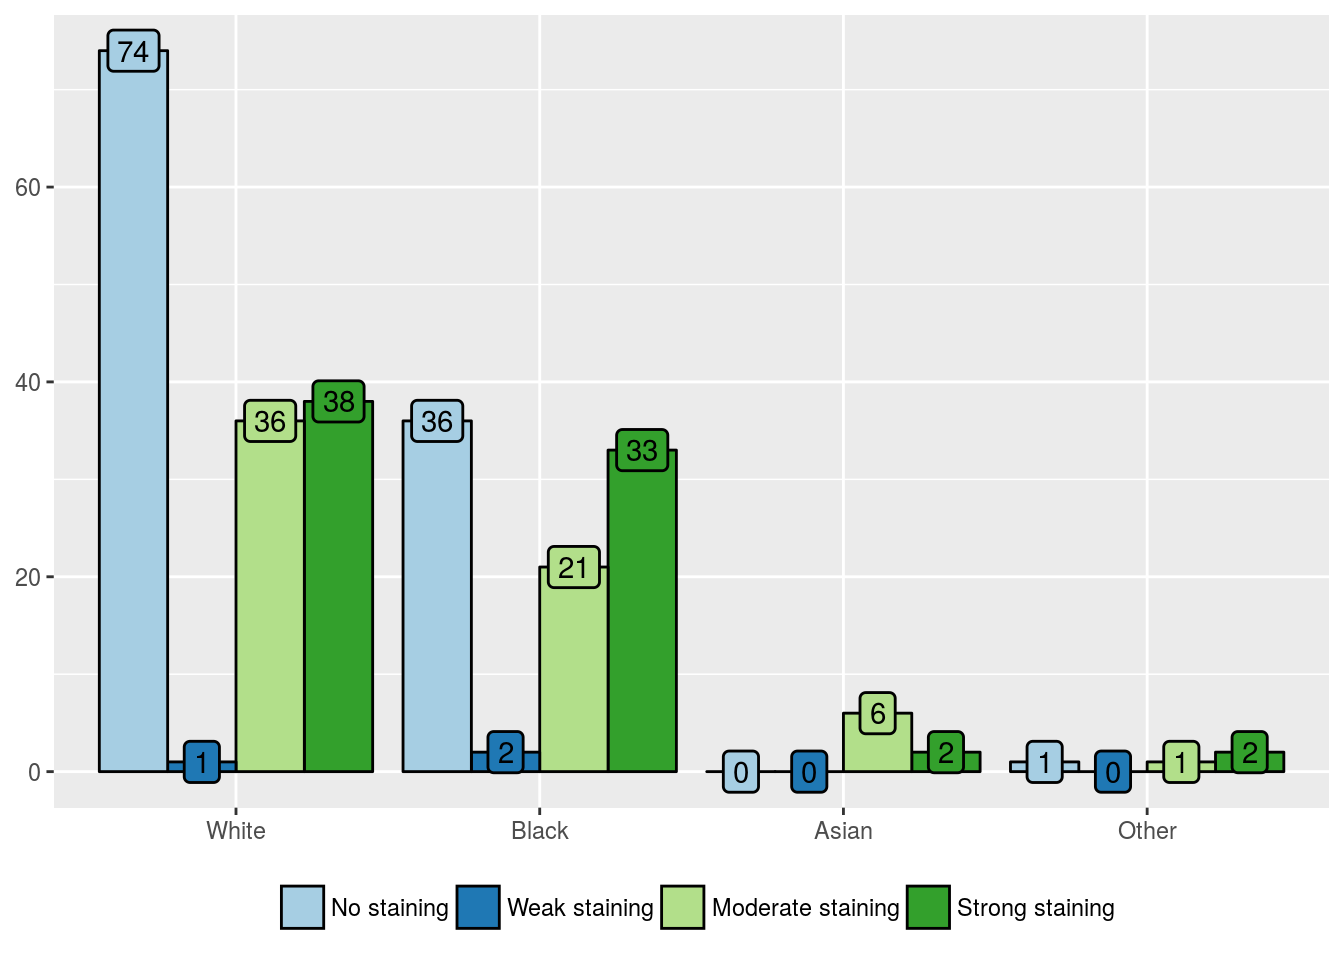 74
60
40
38
36
36
33
21
20
6
1
2
0
0
2
1
0
1
2
0
White
Black
Asian
Other
No staining
Weak staining
Moderate staining
Strong staining